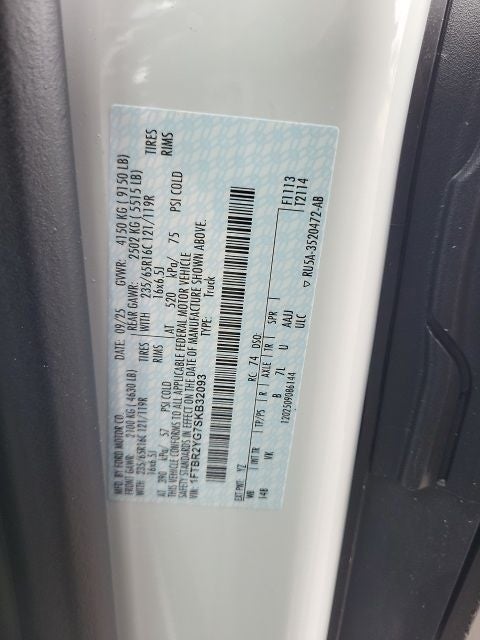 MFD. BY FORD MOTOR CO.
DATE: 09/25 GVWR: 4150 KG ( 9150 LB)
FRONT GAWR: 2100 KG ( 4630 LB) REAR GAWR: 2502 KG ( 5515 LB)
WITH 235/65R16C 121/119R TIRES WITH 235/65R16C 121/119R TIRES
16x6.5J RIMS 16x6.5J RIMS
AT 390 kPa/ 57 PSI COLD AT 520 kPa/ 75 PSI COLD
THIS VEHICLE CONFORMS TO ALL APPLICABLE FEDERAL MOTOR VEHICLE
SAFETY STANDARDS IN EFFECT ON THE DATE OF MANUFACTURE SHOWN ABOVE.
VIN: 1FTBR2YG7SKB32093 TYPE: Truck
EXT PNT: YZ RC: 74 DSO: F1113
T2114
WB TP/PS R AXLE TR SPR
148 VK B 7L U AAJJ
ULC
12025090B6144 ▽ RU5A-3520472-AB